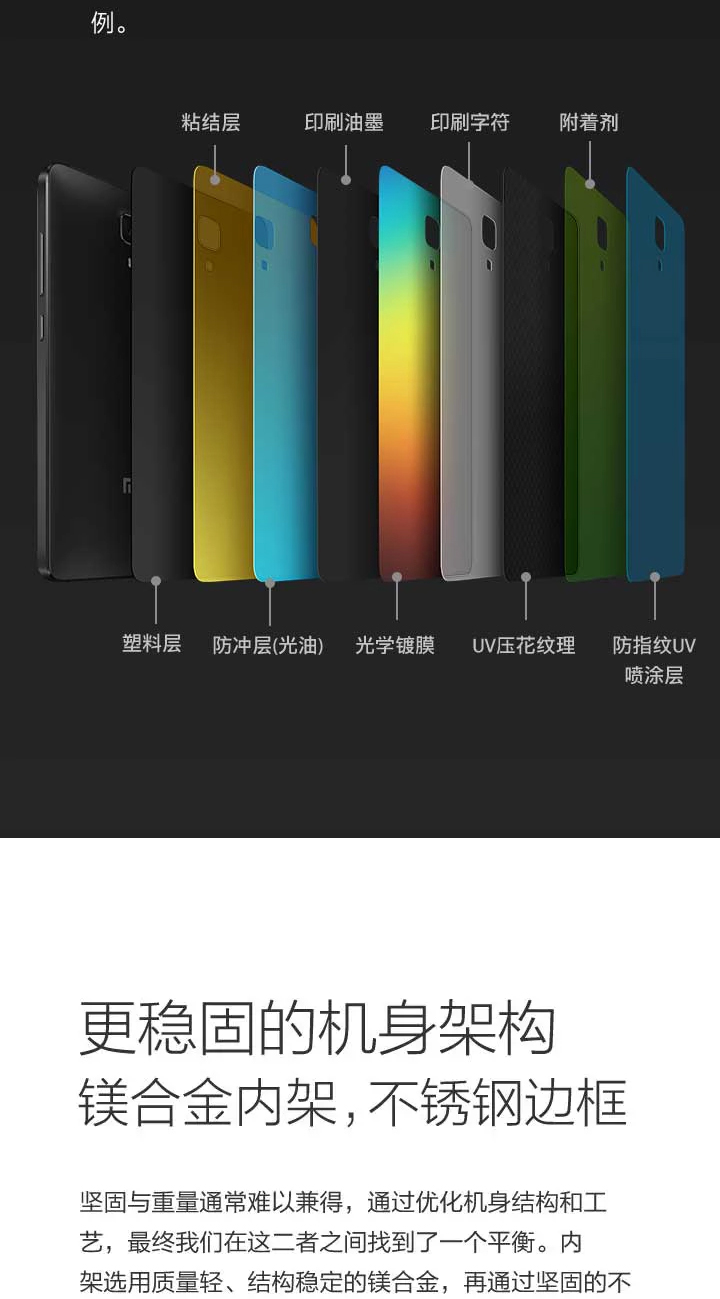 例。
粘结层 印刷油墨 印刷字符 附着剂
塑料层 防冲层(光油) 光学镀膜 UV压花纹理 防指纹UV
喷涂层
更稳固的机身架构
镁合金内架,不锈钢边框
坚固与重量通常难以兼得，通过优化机身结构和工
艺，最终我们在这二者之间找到了一个平衡。内
架选用质量轻、结构稳定的镁合金，再通过坚固的不